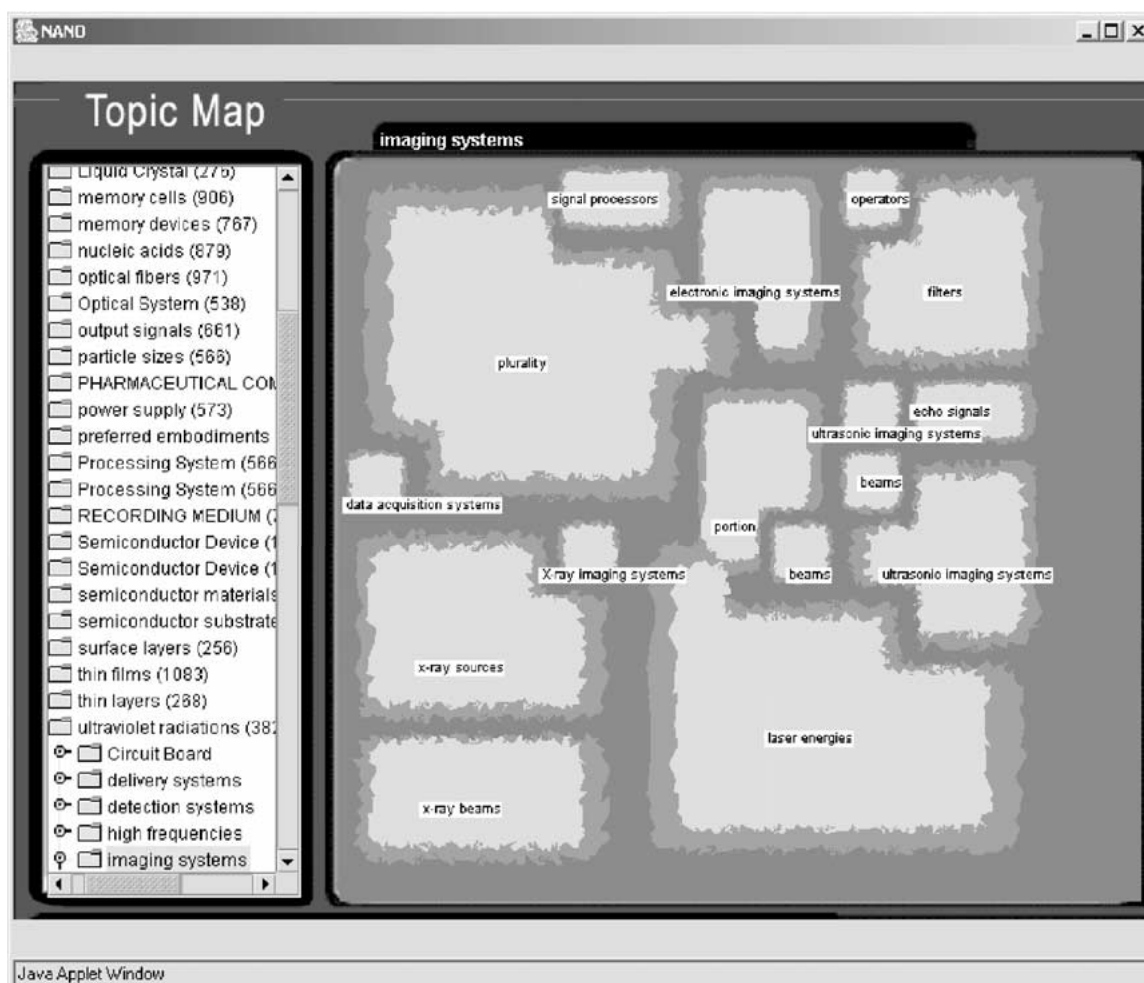 NANO
Topic Map
imaging systems
Liquid Crystal (276)
memory cells (906)
memory devices (767)
nucleic acids (879)
optical fibers (971)
Optical System (538)
output signals (661)
particle sizes (566)
PHARMACEUTICAL COM
power supply (573)
preferred embodiments
Processing System (566
Processing System (566
RECORDING MEDIUM (
Semiconductor Device (1
Semiconductor Device (1
semiconductor materials
semiconductor substrate
surface layers (256)
thin films (1083)
thin layers (268)
ultraviolet radiations (382
Circuit Board
delivery systems
detection systems
high frequencies
imaging systems
signal processors
operators
electronic imaging systems
filters
plurality
echo signals
ultrasonic imaging systems
beams
data acquisition systems
portion
X-ray imaging systems
beams
ultrasonic imaging systems
x-ray sources
laser energies
x-ray beams
Java Applet Window